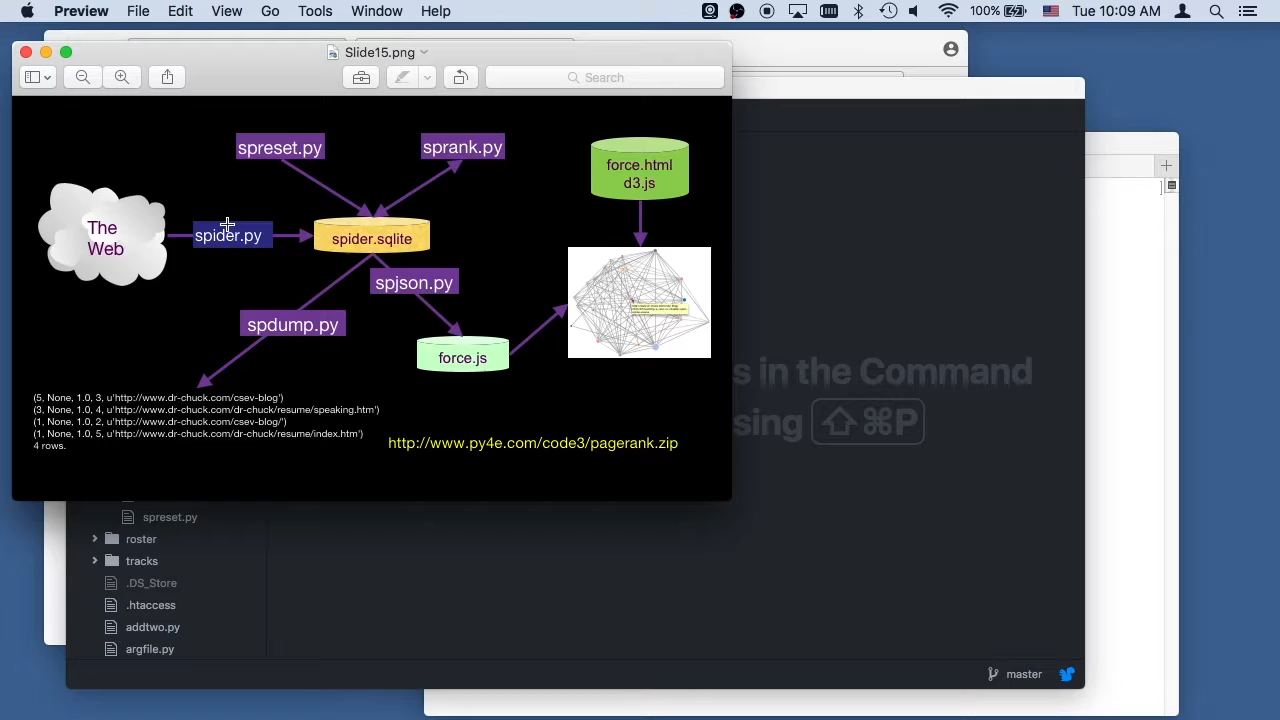 Preview File Edit View Go Tools Window Help 100% Tue 10:09 AM
Slide15.png
Search
spreset.py
sprank.py
force.html
d3.js
The
Web
spider.py
spider.sqlite
spjson.py
spdump.py
force.js
(5, None, 1.0, 3, u'http://www.dr-chuck.com/csev-blog')
(3, None, 1.0, 4, u'http://www.dr-chuck.com/dr-chuck/resume/speaking.htm')
(1, None, 1.0, 2, u'http://www.dr-chuck.com/csev-blog/')
(1, None, 1.0, 5, u'http://www.dr-chuck.com/dr-chuck/resume/index.htm')
4 rows.
http://www.py4e.com/code3/pagerank.zip
s in the Command
sing ⇧⌘P
spreset.py
roster
tracks
.DS_Store
.htaccess
addtwo.py
argfile.py
master